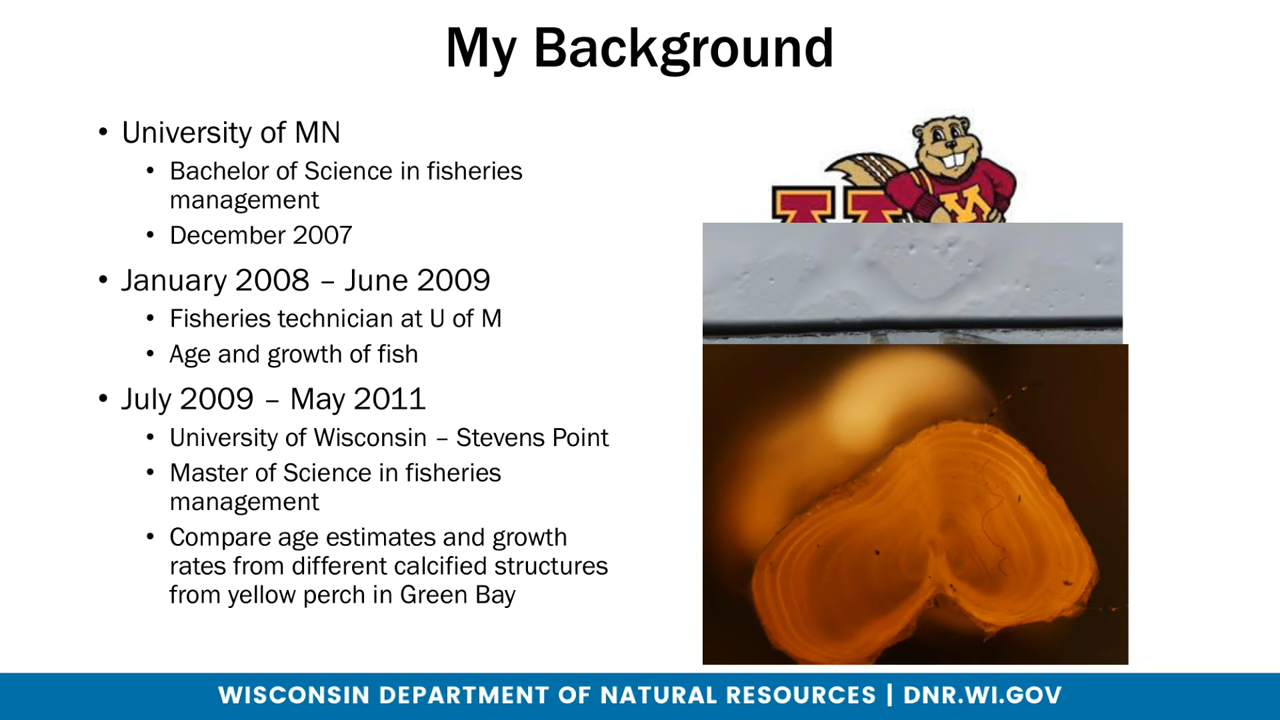 My Background
• University of MN
• Bachelor of Science in fisheries
management
• December 2007
• January 2008 – June 2009
• Fisheries technician at U of M
• Age and growth of fish
• July 2009 – May 2011
• University of Wisconsin – Stevens Point
• Master of Science in fisheries
management
• Compare age estimates and growth
rates from different calcified structures
from yellow perch in Green Bay
M
WISCONSIN DEPARTMENT OF NATURAL RESOURCES | DNR.WI.GOV